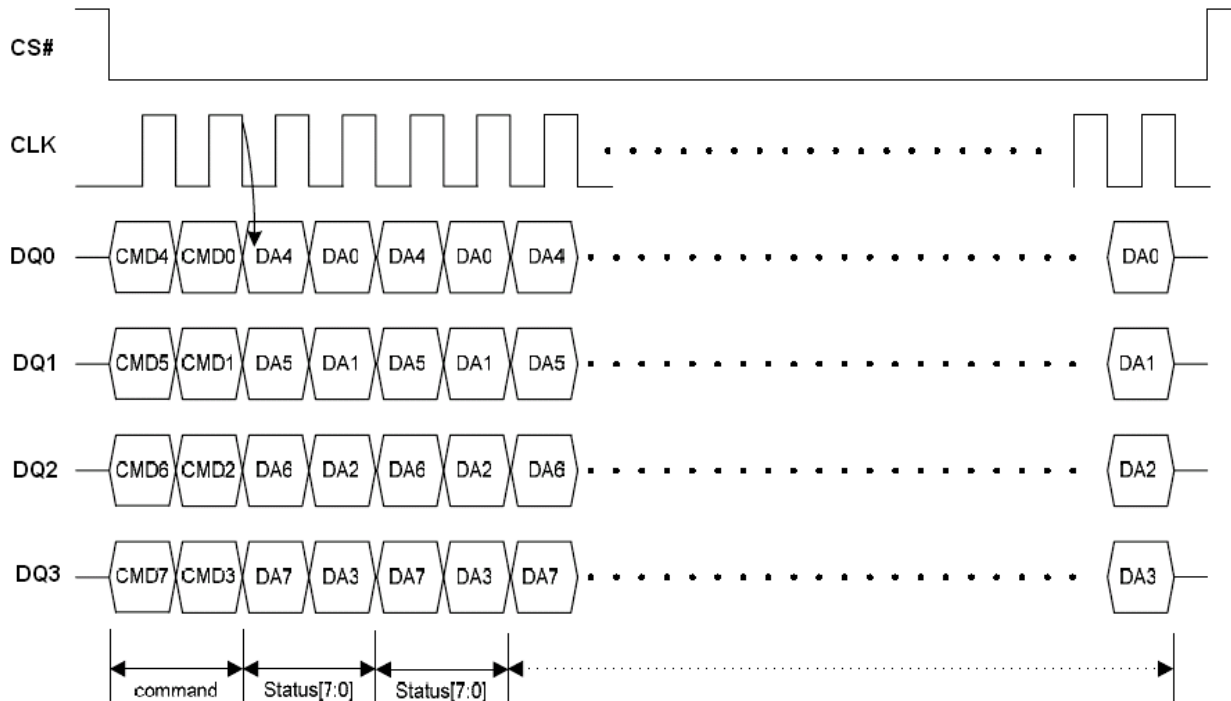 CS#
CLK
DQ0 CMD4 CMD0 DA4 DA0 DA4 DA0 DA4 DA0
DQ1 CMD5 CMD1 DA5 DA1 DA5 DA1 DA5 DA1
DQ2 CMD6 CMD2 DA6 DA2 DA6 DA2 DA6 DA2
DQ3 CMD7 CMD3 DA7 DA3 DA7 DA3 DA7 DA3
command Status[7:0] Status[7:0]